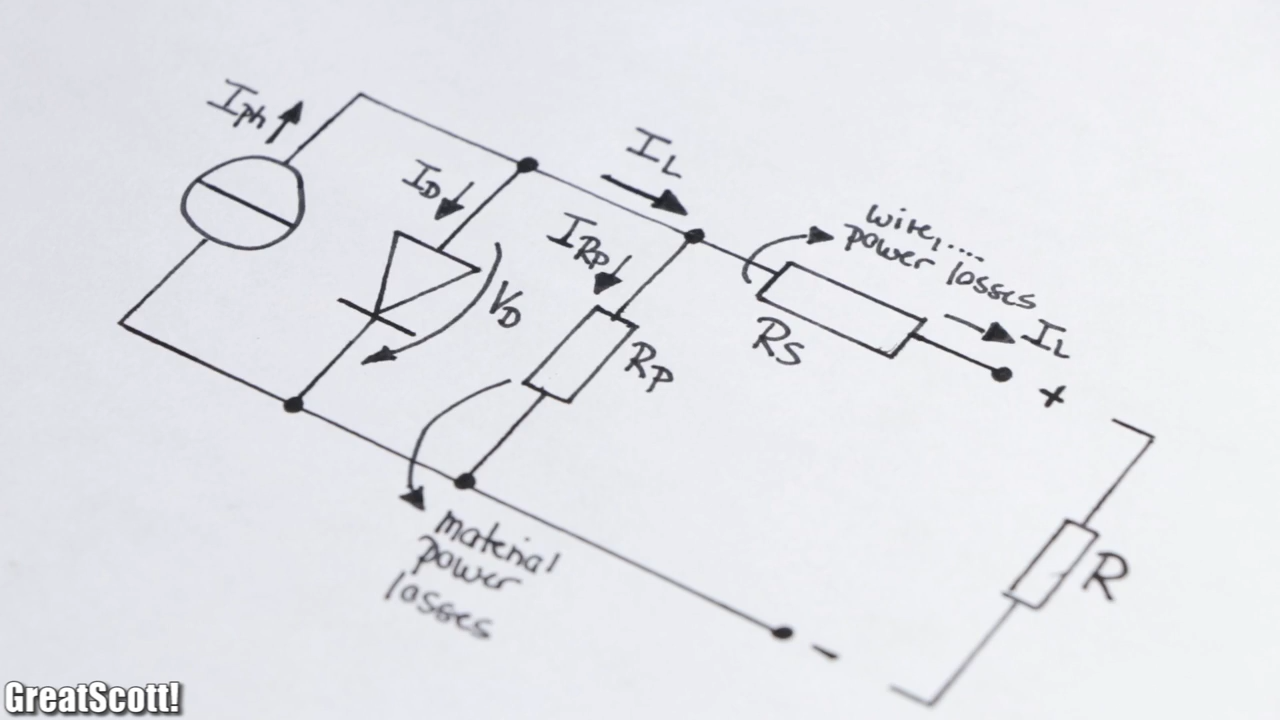 Iph
ID
IL
IRp
VD
wire,....
power losses
RS
IL
Rp
+
-
material
power
losses
R
GreatScott!